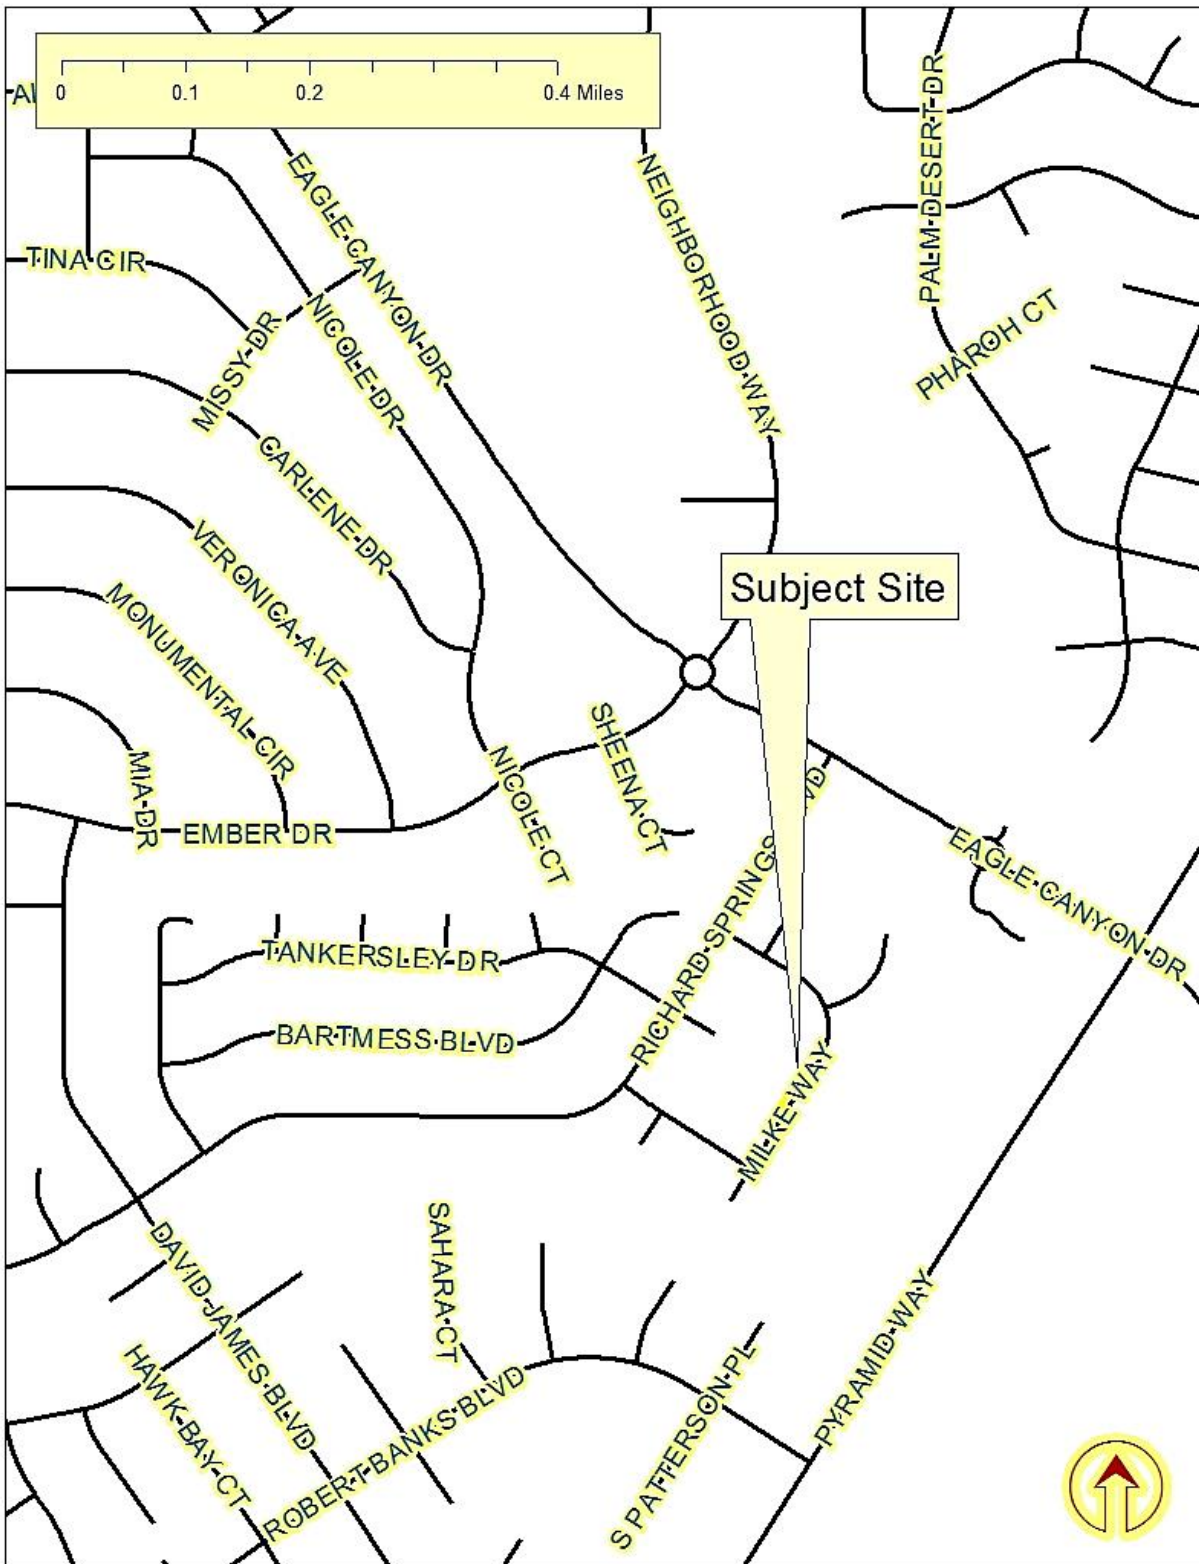 0 0.1 0.2 0.4 Miles
EAGLE CANYON DR
NEIGHBORHOOD WAY
PALM DESERT DR
TINA CIR
MISSY DR
NICOLE DR
PHAROH CT
CARLENE DR
VERONICA AVE
MONUMENTAL CIR
Subject Site
SHEENA CT
MIA DR
NICOLE CT
EMBER DR
EAGLE CANYON DR
RICHARD SPRINGS
VD
TANKERSLEY DR
BARTMESS BLVD
MILKE WAY
SAHARA CT
DAVID JAMES BLVD
HAWK BAY CT
ROBERT BANKS BLVD
S PATTERSON PL
PYRAMID WAY